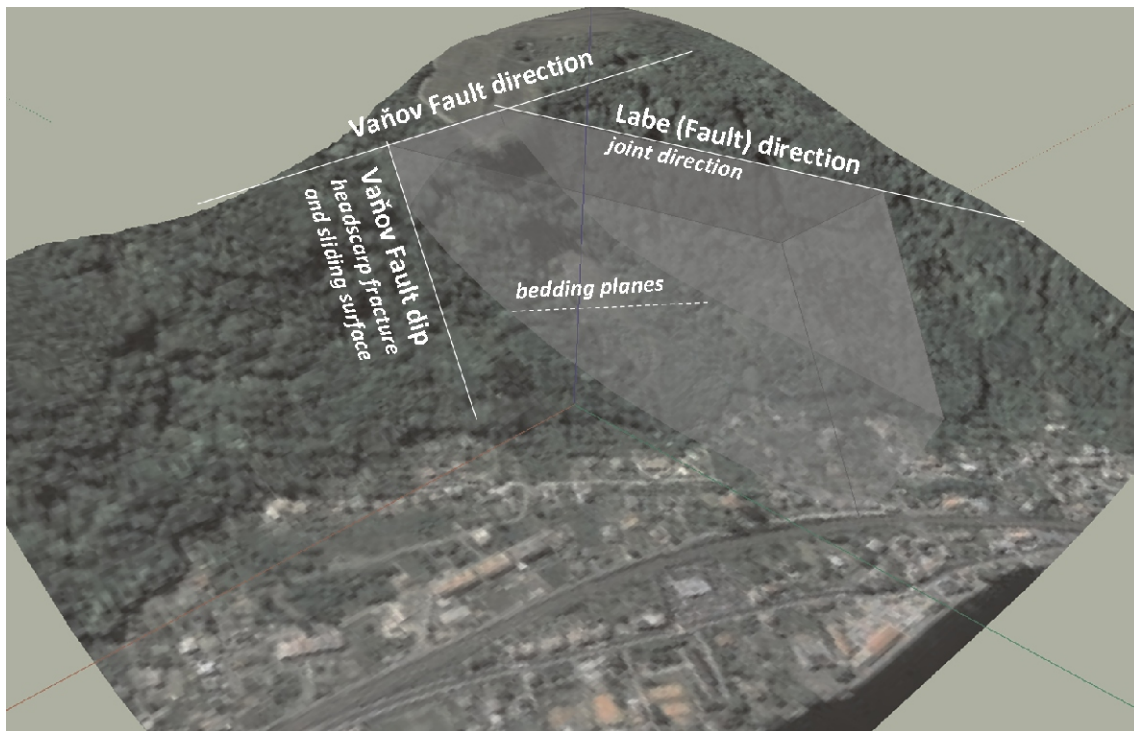 Vaňov Fault direction
Labe (Fault) direction
joint direction
Vaňov Fault dip
headscarp fracture
and sliding surface
bedding planes